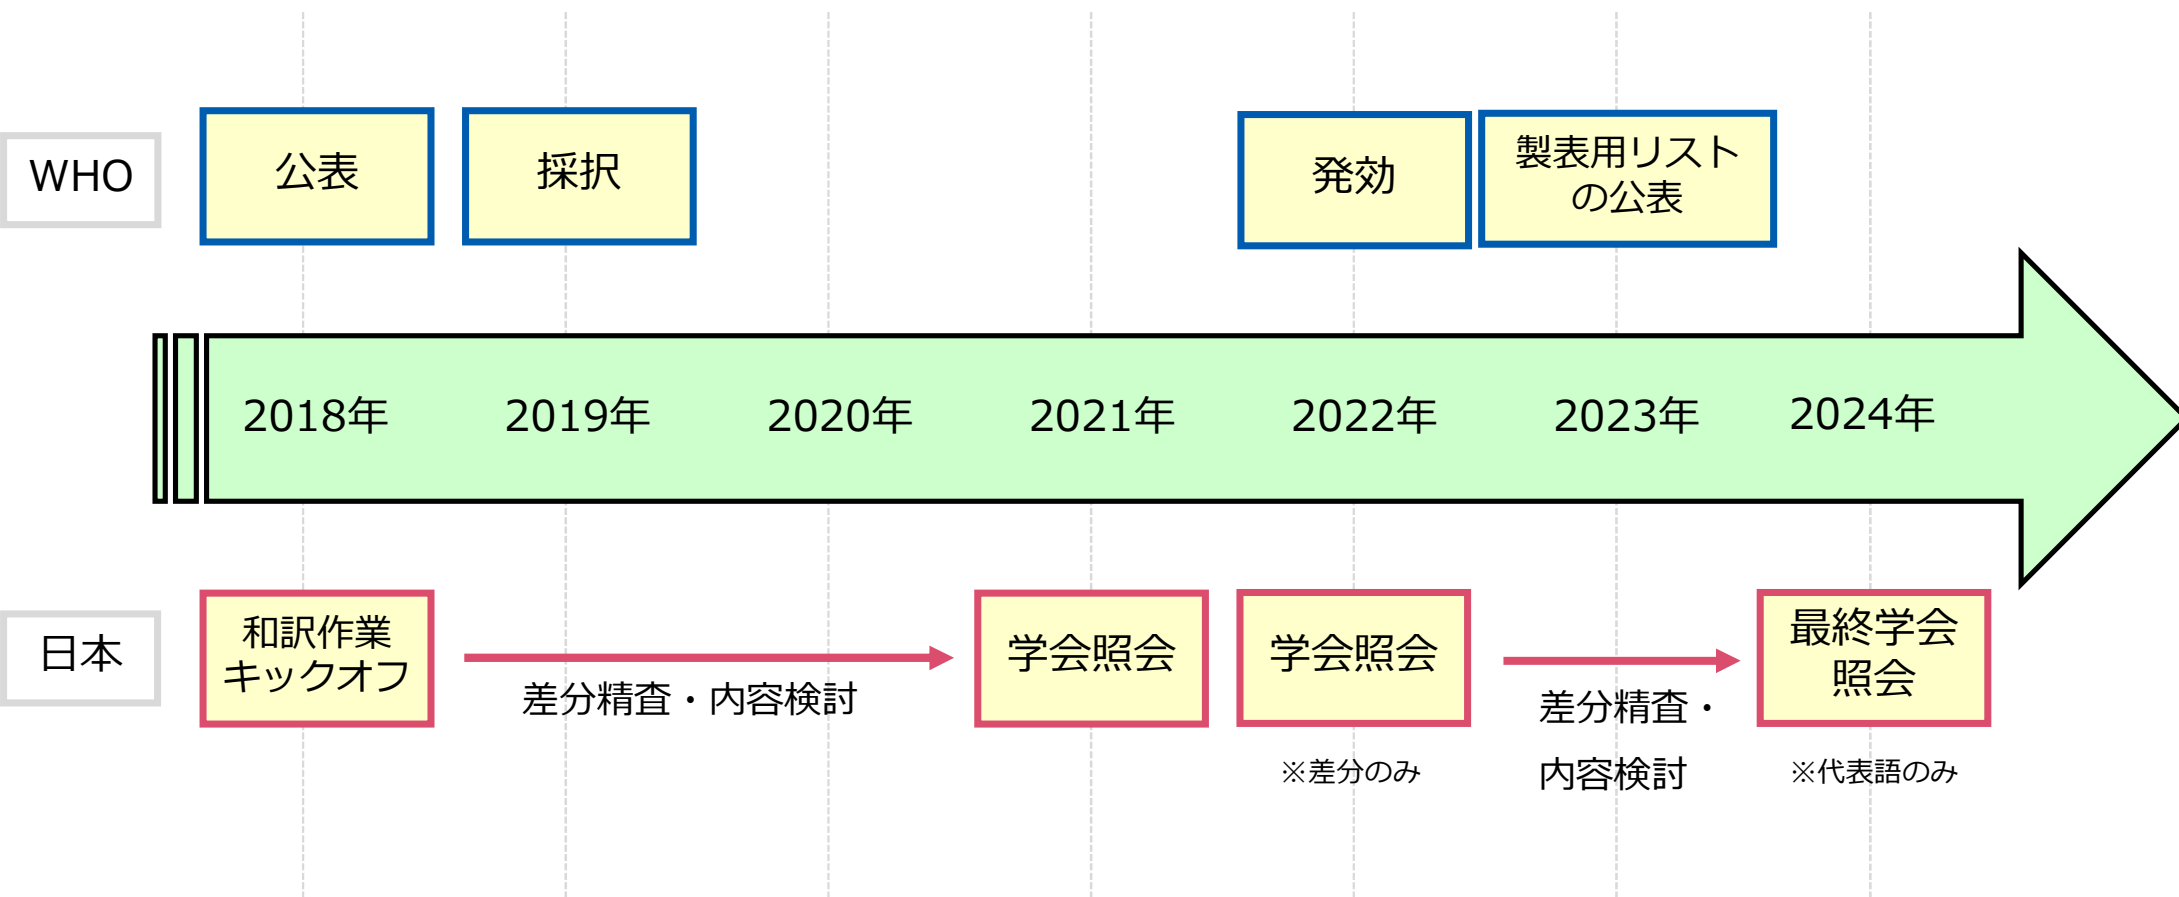 WHO
公表
採択
発効
製表用リスト
の公表
2018年
2019年
2020年
2021年
2022年
2023年
2024年
日本
和訳作業
キックオフ
差分精査・内容検討
学会照会
学会照会
※差分のみ
差分精査・
内容検討
最終学会
照会
※代表語のみ